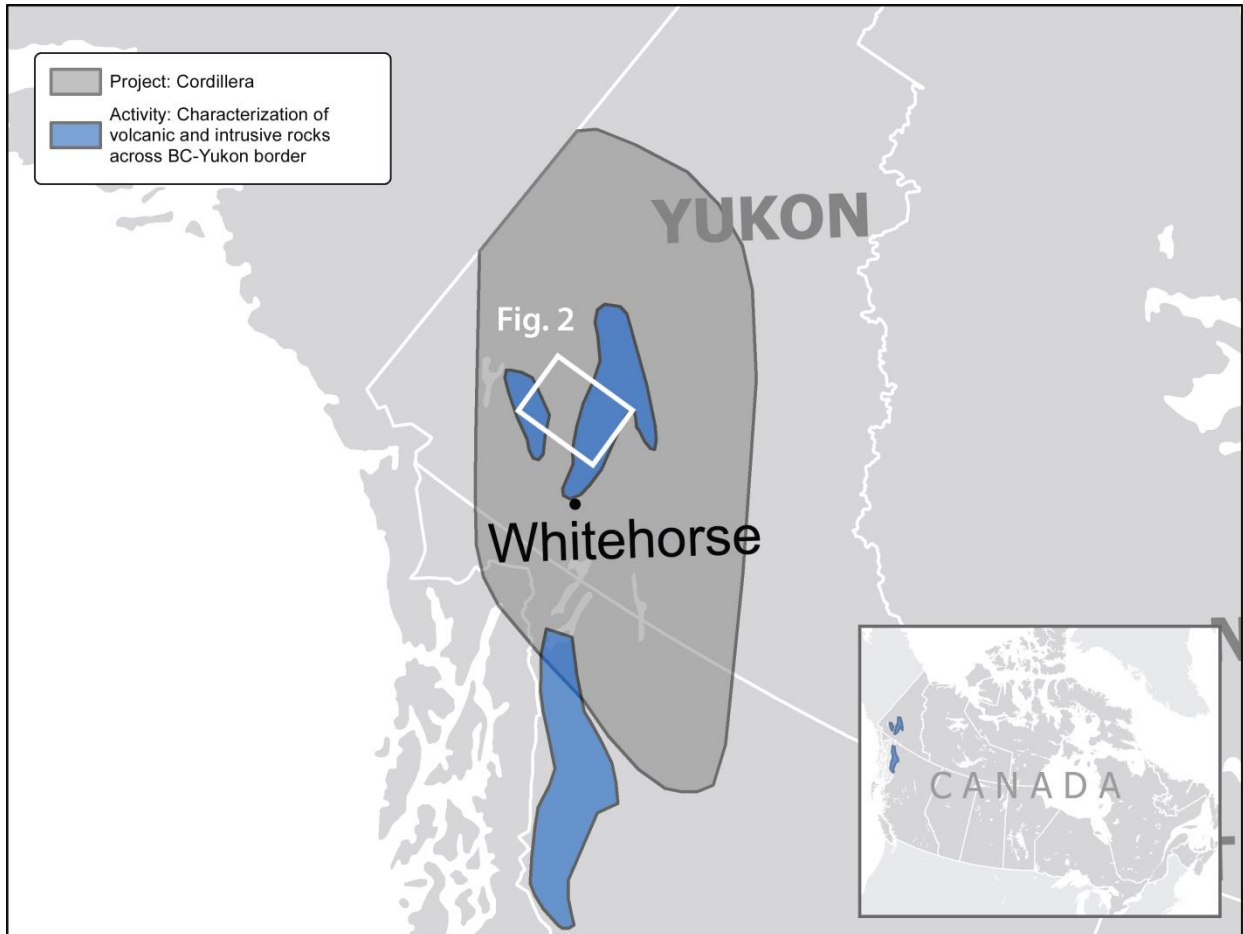 Project: Cordillera
Activity: Characterization of
volcanic and intrusive rocks
across BC-Yukon border
YUKON
Fig. 2
Whitehorse
N
CANADA